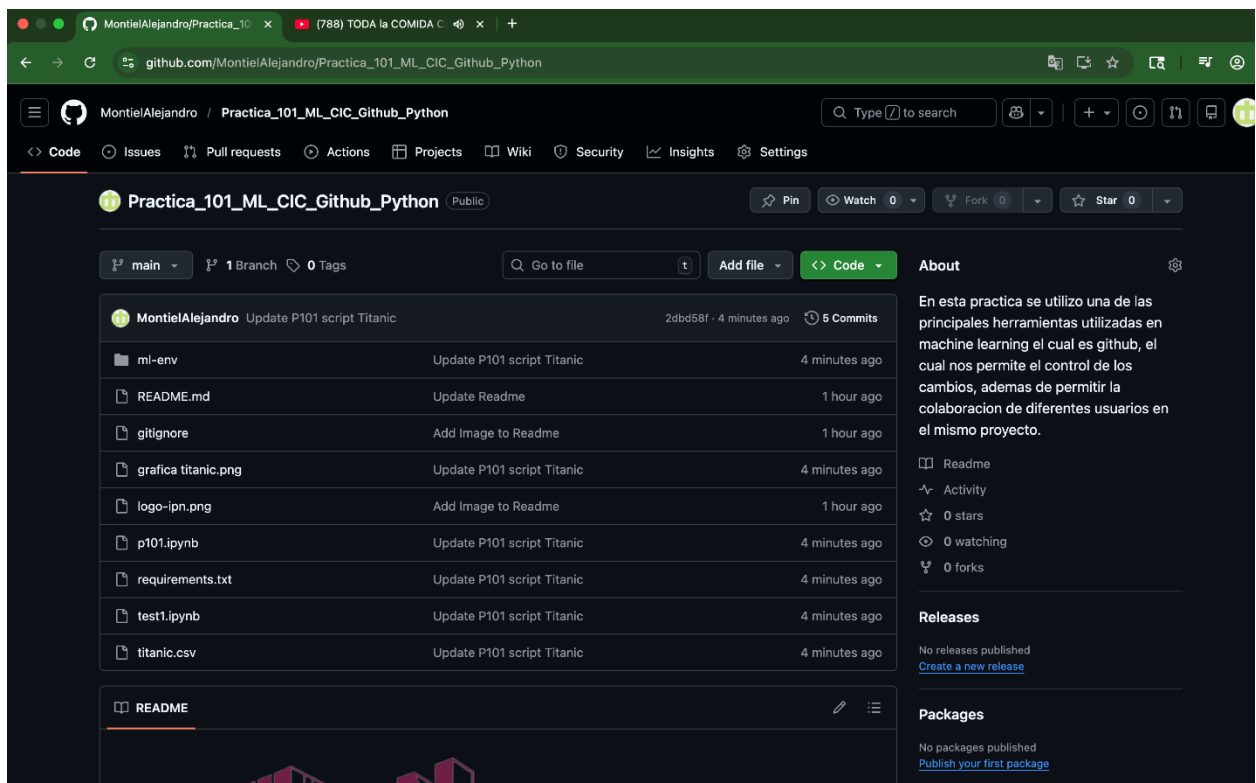 MontielAlejandro/Practica_10
(788) TODA la COMIDA C
github.com/MontielAlejandro/Practica_101_ML_CIC_Github_Python
MontielAlejandro / Practica_101_ML_CIC_Github_Python
Type / to search
Code Issues Pull requests Actions Projects Wiki Security Insights Settings
Practica_101_ML_CIC_Github_Python Public
Pin Watch 0 Fork 0 Star 0
main 1 Branch 0 Tags Go to file t Add file Code
MontielAlejandro Update P101 script Titanic 2dbd58f · 4 minutes ago 5 Commits
ml-env Update P101 script Titanic 4 minutes ago
README.md Update Readme 1 hour ago
gitignore Add Image to Readme 1 hour ago
grafica titanic.png Update P101 script Titanic 4 minutes ago
logo-ipn.png Add Image to Readme 1 hour ago
p101.ipynb Update P101 script Titanic 4 minutes ago
requirements.txt Update P101 script Titanic 4 minutes ago
test1.ipynb Update P101 script Titanic 4 minutes ago
titanic.csv Update P101 script Titanic 4 minutes ago
README
About
En esta practica se utilizo una de las
principales herramientas utilizadas en
machine learning el cual es github, el
cual nos permite el control de los
cambios, ademas de permitir la
colaboracion de diferentes usuarios en
el mismo proyecto.
Readme
Activity
0 stars
0 watching
0 forks
Releases
No releases published
Create a new release
Packages
No packages published
Publish your first package